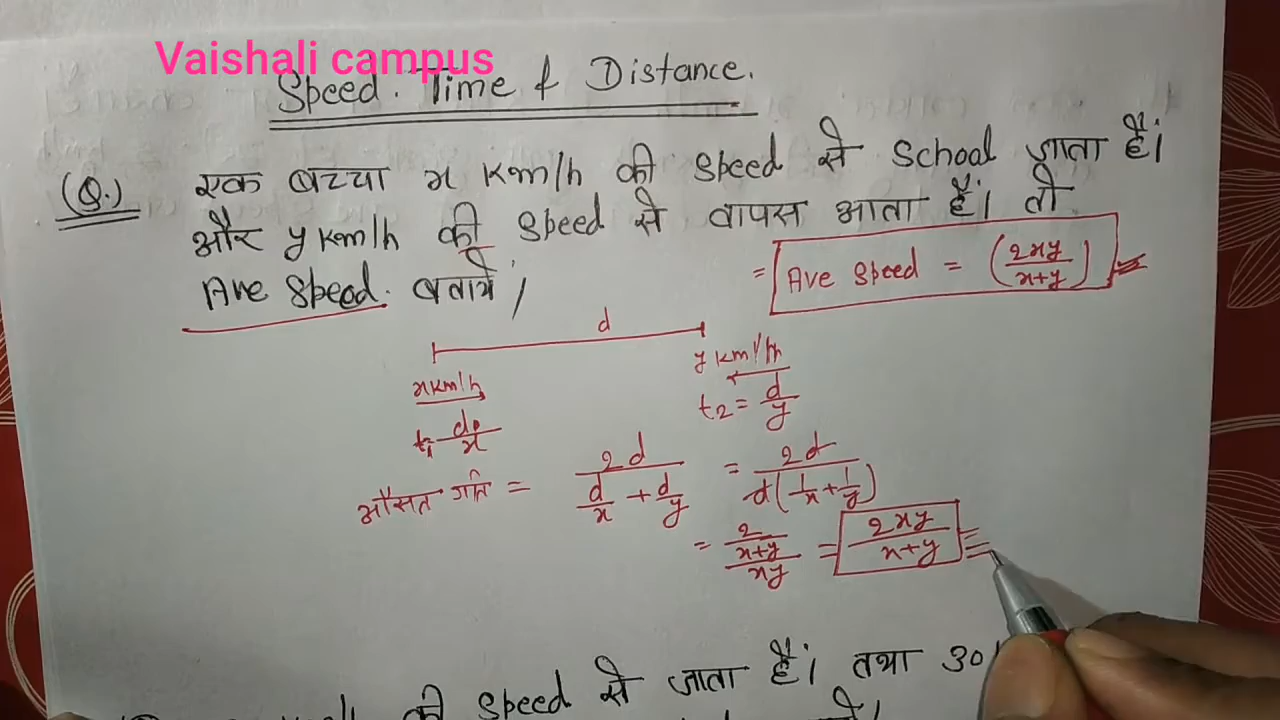 Vaishali campus
Speed. Time & Distance.
(Q.) एक बच्चा x Km/h की speed से School जाता है।
और y Km/h की speed से वापस आता है। तो
Ave speed. बताये।
= Ave speed = (2xy/x+y)
d
x km/h
y km/h
t1 = d/x
t2 = d/y
औसत गति = 2d/(d/x + d/y) = 2d/d(1/x + 1/y)
= 2/(x+y/xy) = 2xy/x+y
की speed से जाता है। तथा 30